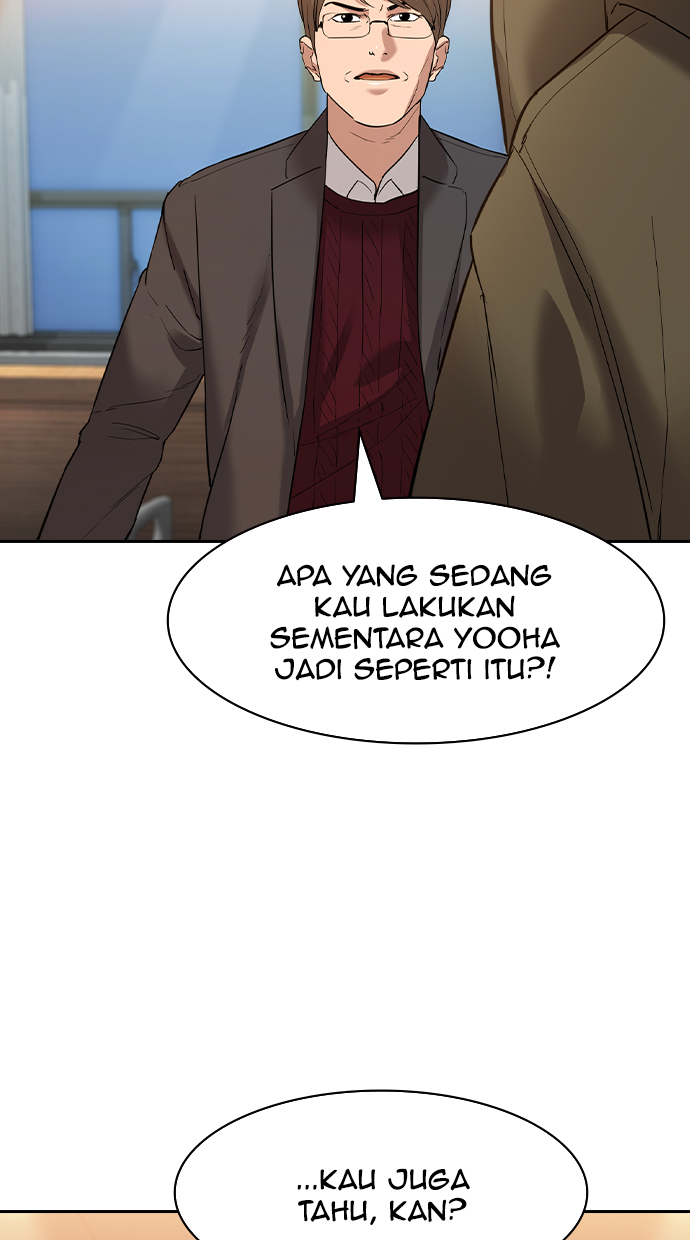 APA YANG SEDANG
KAU LAKUKAN
SEMENTARA YOOHA
JADI SEPERTI ITU?!
...KAU JUGA
TAHU, KAN?